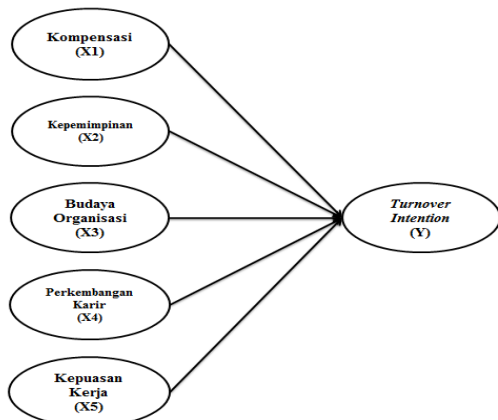 Kompensasi
(X1)
Kepemimpinan
(X2)
Budaya
Organisasi
(X3)
Perkembangan
Karir
(X4)
Kepuasan
Kerja
(X5)
Turnover
Intention
(Y)